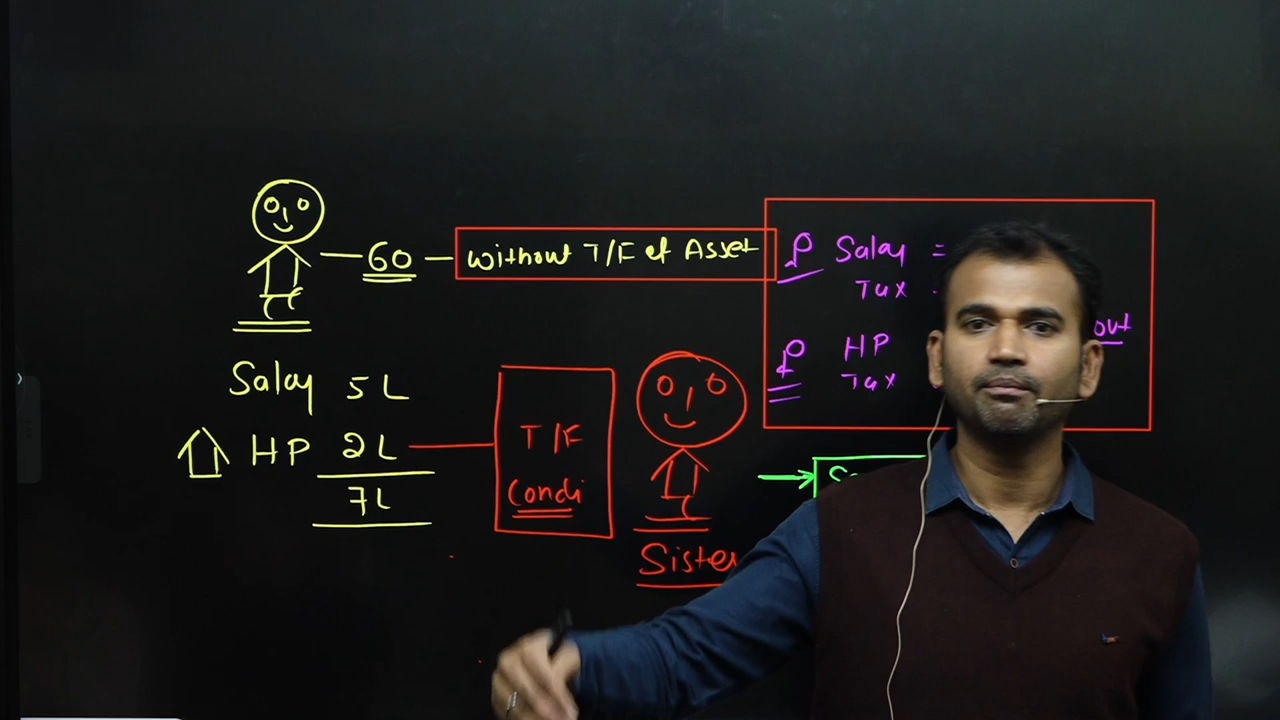 60 without T/F of Asset
Salary 5L
HP 2L
7L
T/F
Condi
Sister
Salary =
Tax
HP
Tax
out